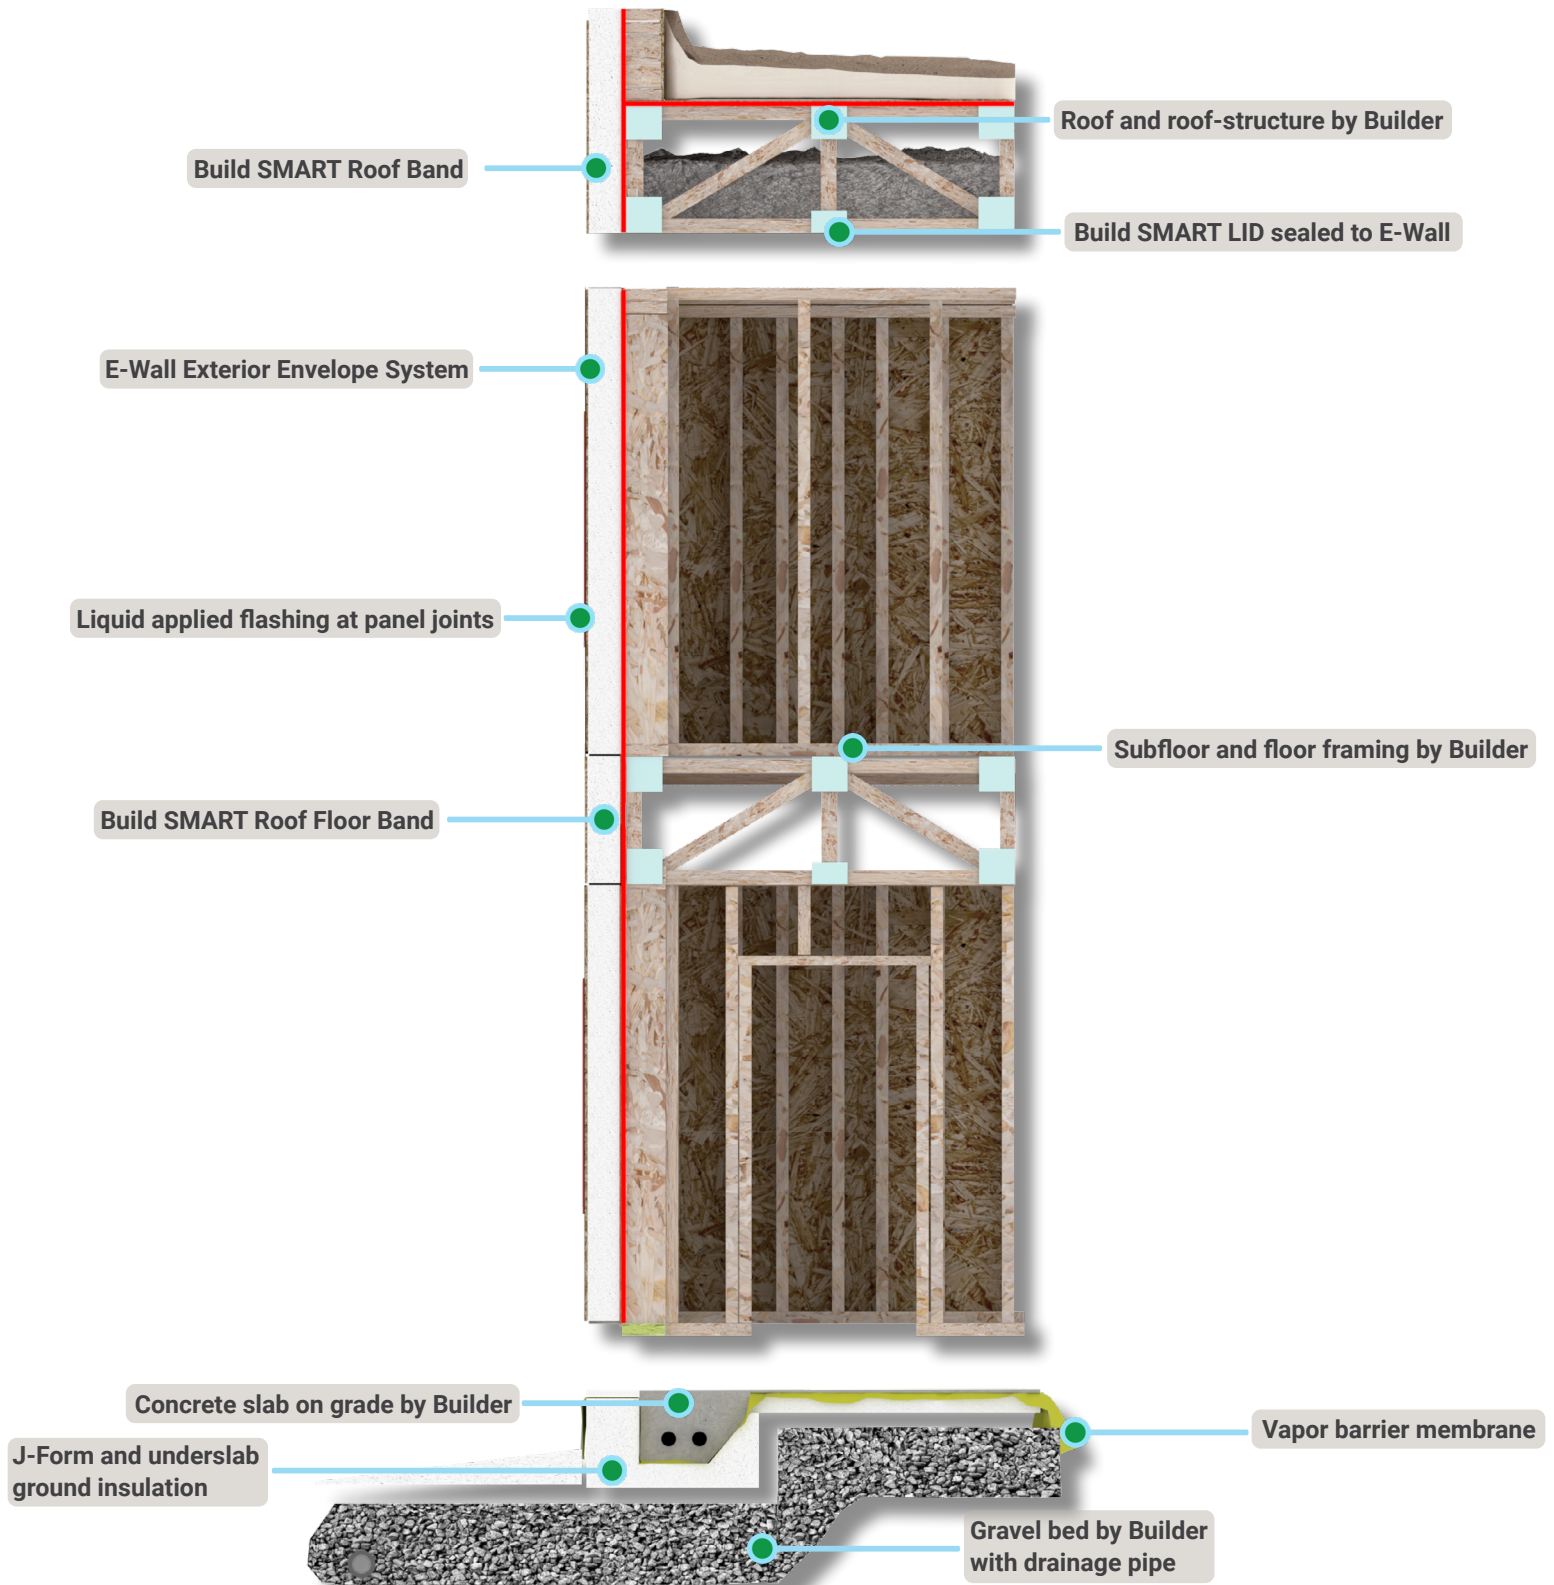 Roof and roof-structure by Builder
Build SMART Roof Band
Build SMART LID sealed to E-Wall
E-Wall Exterior Envelope System
Liquid applied flashing at panel joints
Subfloor and floor framing by Builder
Build SMART Roof Floor Band
Concrete slab on grade by Builder
Vapor barrier membrane
J-Form and underslab
ground insulation
Gravel bed by Builder
with drainage pipe